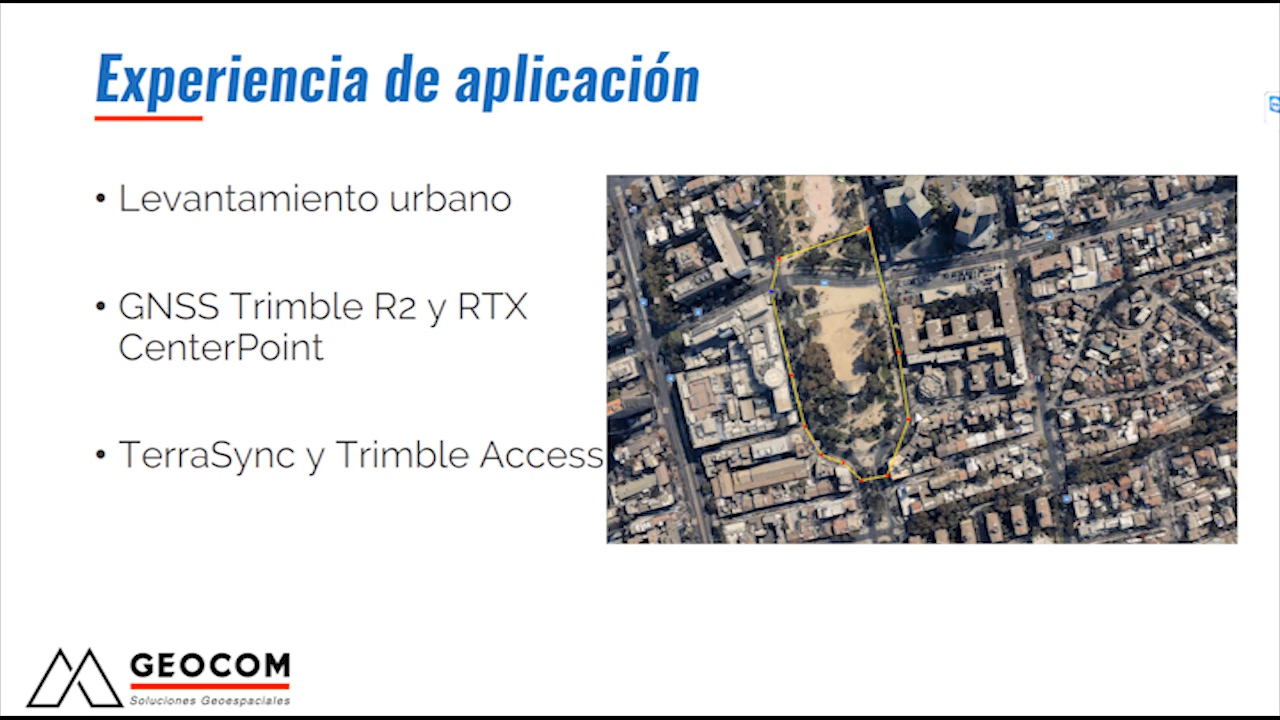 Experiencia de aplicación
• Levantamiento urbano
• GNSS Trimble R2 y RTX
CenterPoint
• TerraSync y Trimble Access
GEOCOM
Soluciones Geoespaciales